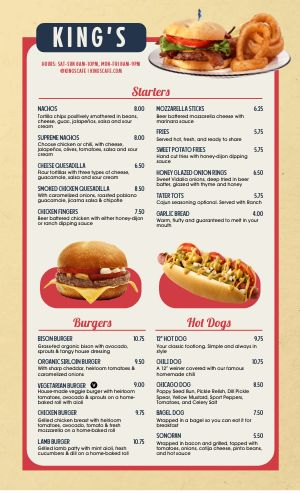 KING'S
HOURS: SAT-SUN 8AM-10PM, MON-FRI 8AM-9PM
@KINGSCAFE | KINGSCAFE.COM
Starters
NACHOS 8.00
Tortilla chips positively smothered in beans,
cheese, guac, jalapeños, salsa and sour
cream
SUPREME NACHOS 8.00
Choose chicken or chili, with cheese,
jalapeños, olives, tomatoes, salsa and sour
cream
CHEESE QUESADILLA 6.50
Flour tortillas with three types of cheese,
guacamole, salsa and sour cream
SMOKED CHICKEN QUESADILLA 8.50
With caramelized onions, roasted poblano
guacamole, jicama salsa & chipotle
CHICKEN FINGERS 7.50
Beer battered chicken with either honey-dijon
or ranch dipping sauce
MOZZARELLA STICKS 6.25
Beer battered mozzarella cheese with
marinara sauce
FRIES 5.75
Served hot, fresh, and ready to share
SWEET POTATO FRIES 5.75
Hand cut fries with honey-dijon dipping
sauce
HONEY GLAZED ONION RINGS 6.50
Sweet Vidalia onions, deep fried in beer
batter, glazed with thyme and honey
TATER TOTS 5.75
Cajun seasoning optional. Served with Ranch
GARLIC BREAD 4.00
Warm, fluffy and guaranteed to melt in your
mouth
Burgers
BISON BURGER 10.75
Grass-fed organic bison with avocado,
sprouts & tangy house dressing
ORGANIC SIRLOIN BURGER 9.50
With sharp cheddar, heirloom tomatoes &
caramelized onions
VEGETARIAN BURGER V 9.00
House-made veggie burger with heirloom
tomatoes, avocado & sprouts on a home-
baked roll with aioli
CHICKEN BURGER 9.75
Grilled chicken breast with heirloom
tomatoes, avocado, tomato & fresh
mozzarella on a home-baked roll
LAMB BURGER 10.75
Grilled lamb patty with mint aioli, fresh
cucumbers & dill on a home-baked roll
Hot Dogs
12" HOT DOG 9.75
Your classic footlong. Simple and always in
style
CHILI DOG 10.75
A 12" weiner covered with our famous
homemade chili
CHICAGO DOG 8.50
Poppy Seed Bun, Pickle Relish, Dill Pickle
Spear, Yellow Mustard, Sport Peppers,
Tomatoes, and Celery Salt
BAGEL DOG 7.50
Wrapped in a bagel so you can eat it for
breakfast
SONORAN 5.50
Wrapped in bacon and grilled, topped with
tomatoes, onions, cotija cheese, pinto beans,
and hot sauce